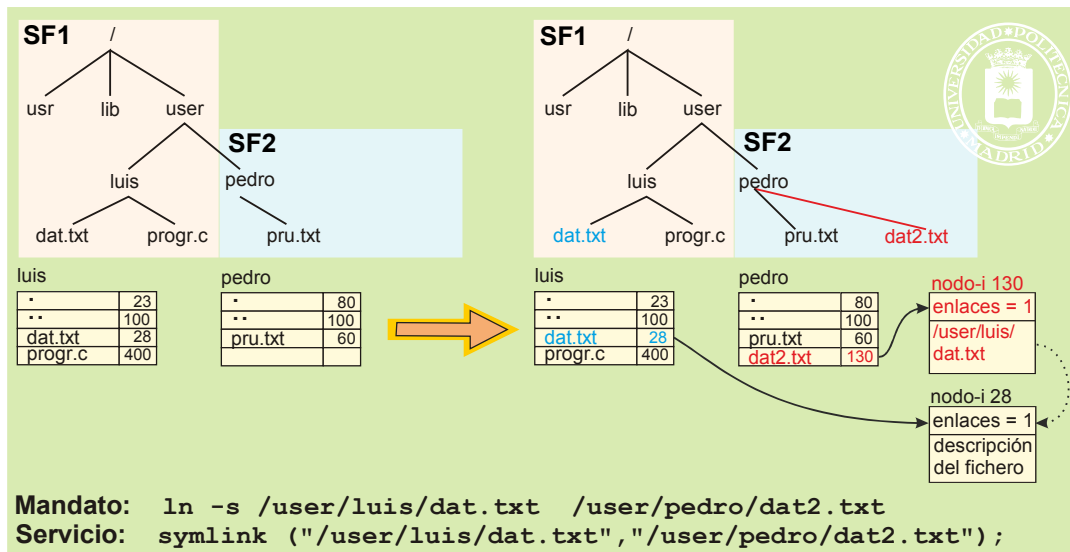 SF1
/
usr lib user
SF2
luis pedro
dat.txt progr.c pru.txt
luis
. 23
.. 100
dat.txt 28
progr.c 400
pedro
. 80
.. 100
pru.txt 60
SF1
/
usr lib user
SF2
luis pedro
dat.txt progr.c pru.txt dat2.txt
luis
. 23
.. 100
dat.txt 28
progr.c 400
pedro
. 80
.. 100
pru.txt 60
dat2.txt 130
nodo-i 130
enlaces = 1
/user/luis/
dat.txt
nodo-i 28
enlaces = 1
descripción
del fichero
UNIVERSIDAD POLITECNICA MADRID
Mandato: ln -s /user/luis/dat.txt /user/pedro/dat2.txt
Servicio: symlink ("/user/luis/dat.txt","/user/pedro/dat2.txt");